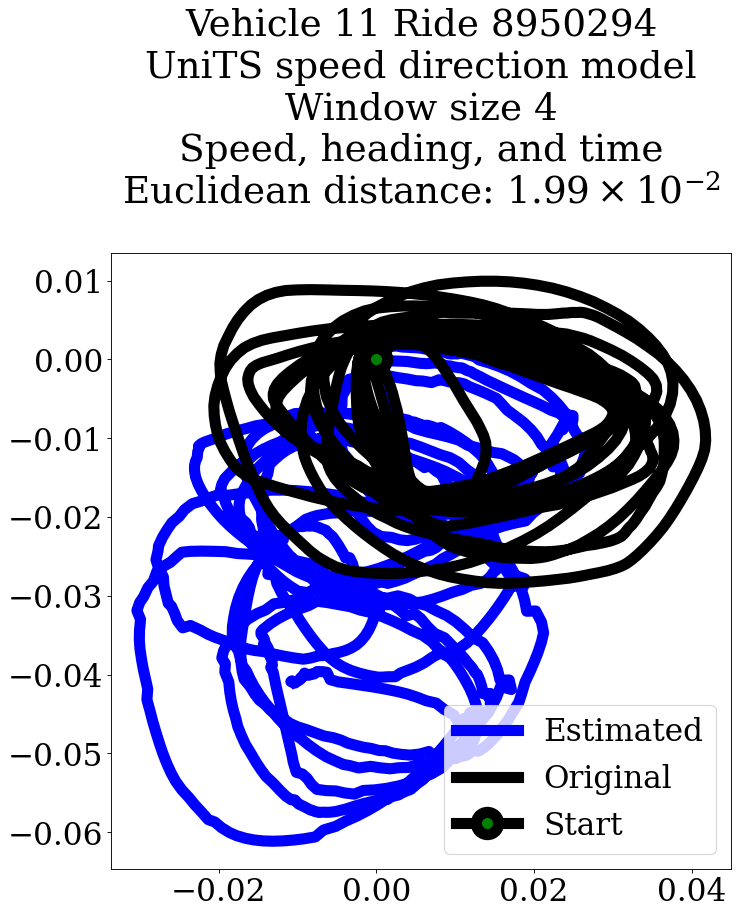 Vehicle 11 Ride 8950294
UniTS speed direction model
Window size 4
Speed, heading, and time
Euclidean distance: 1.99 × 10⁻²
0.01
0.00
−0.01
−0.02
−0.03
−0.04
−0.05
−0.06
Estimated
Original
Start
−0.02 0.00 0.02 0.04